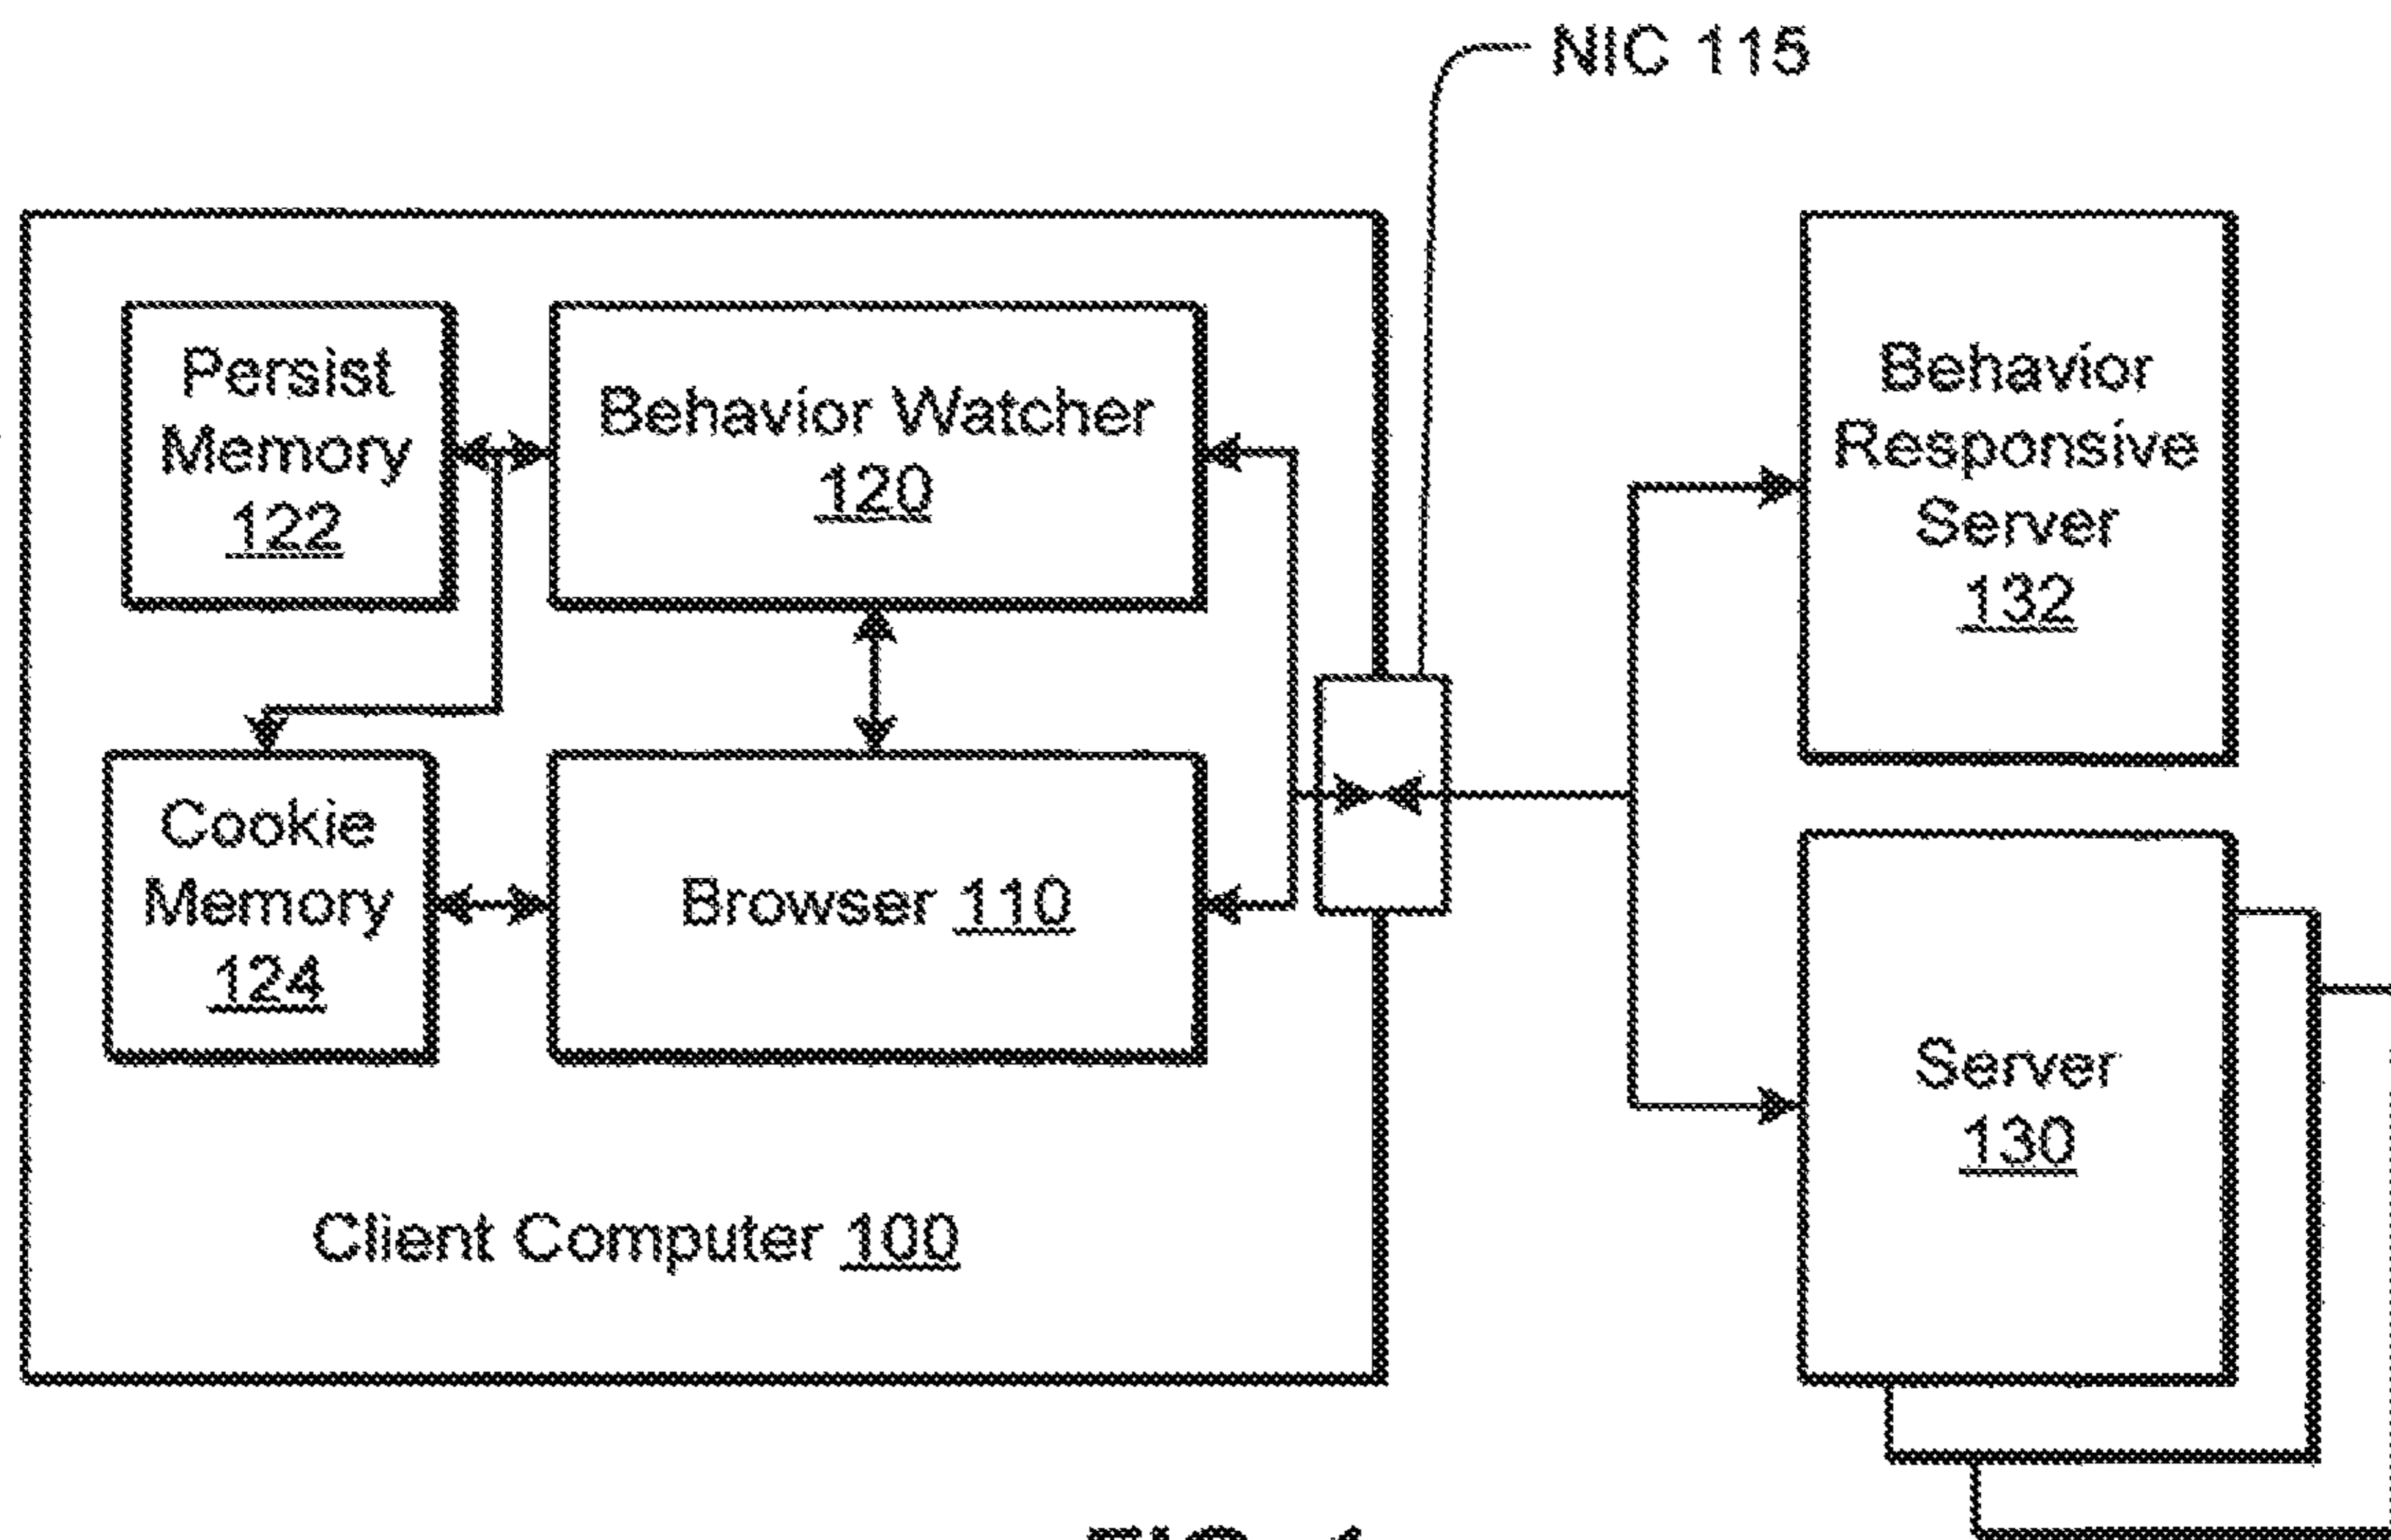 NIC 115
Persist
Memory
122
Behavior Watcher
120
Behavior
Responsive
Server
132
Cookie
Memory
124
Browser 110
Server
130
Client Computer 100